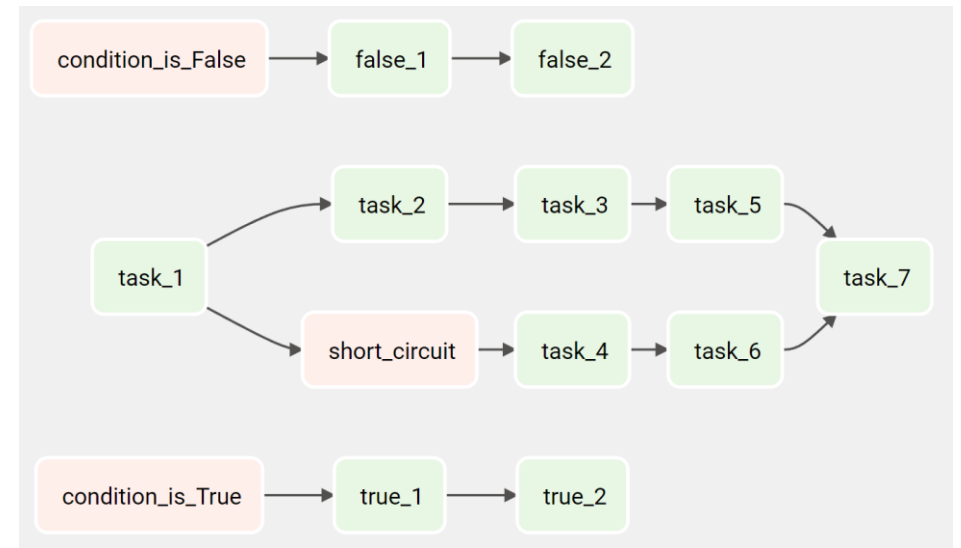 condition_is_False
false_1
false_2
task_2
task_3
task_5
task_1
task_7
short_circuit
task_4
task_6
condition_is_True
true_1
true_2